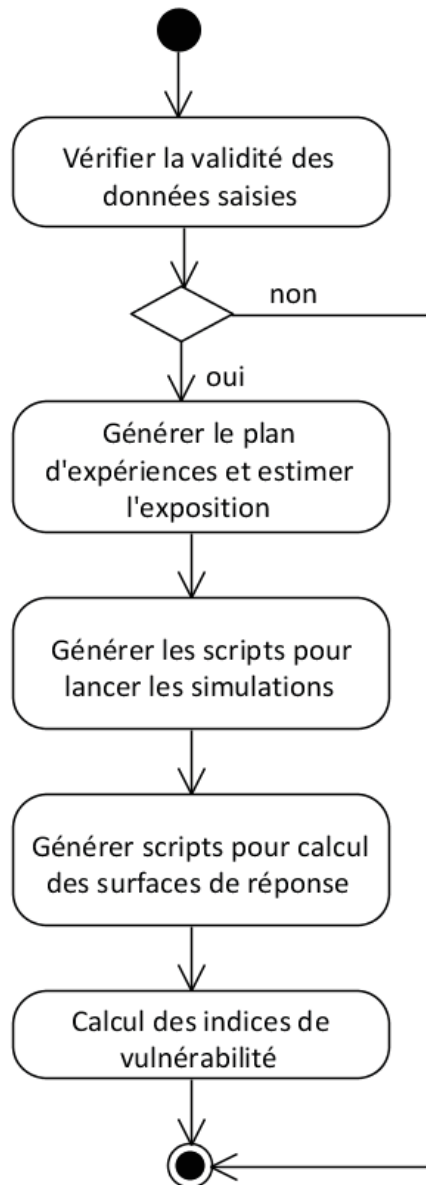 Vérifier la validité des
données saisies
non
oui
Générer le plan
d'expériences et estimer
l'exposition
Générer les scripts pour
lancer les simulations
Générer scripts pour calcul
des surfaces de réponse
Calcul des indices de
vulnérabilité